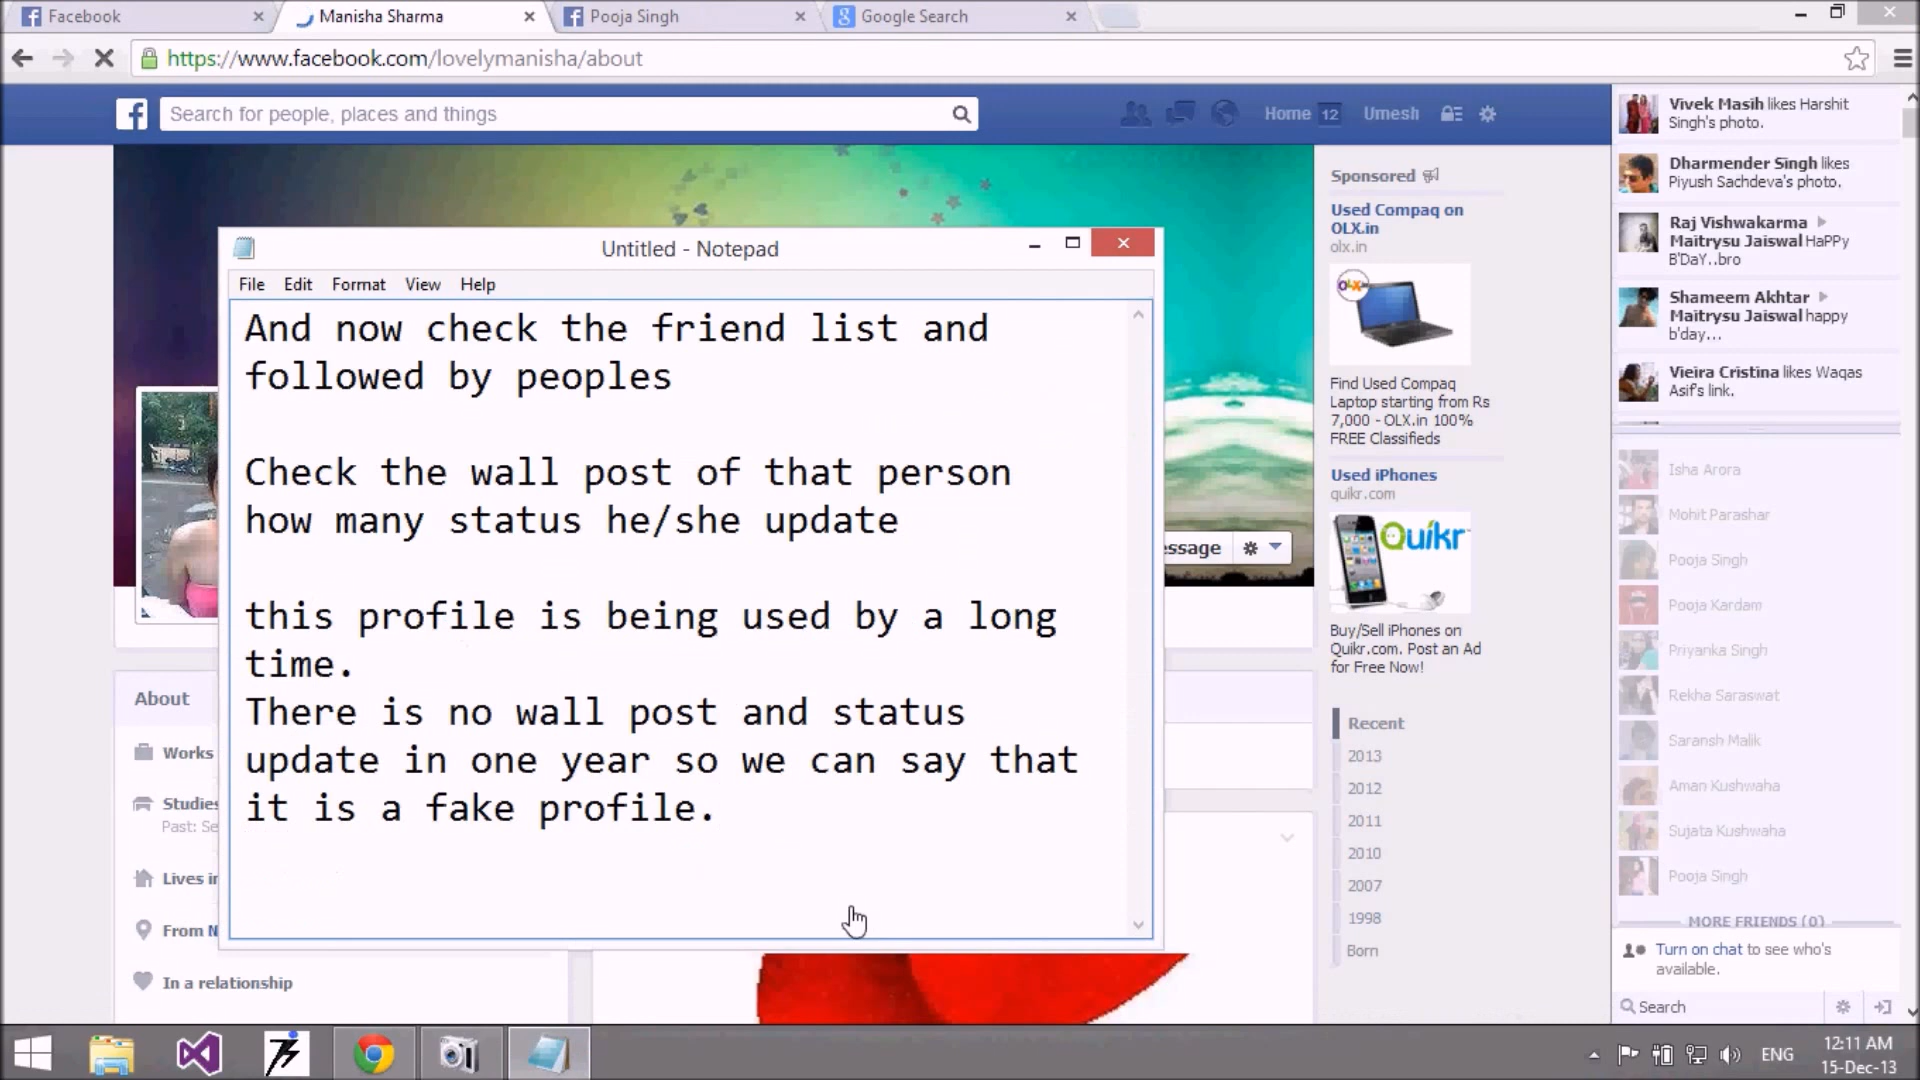 Facebook
Manisha Sharma
Pooja Singh
Google Search
https://www.facebook.com/lovelymanisha/about
Search for people, places and things
Home 12
Umesh
Untitled - Notepad
File Edit Format View Help
And now check the friend list and
followed by peoples
Check the wall post of that person
how many status he/she update
this profile is being used by a long
time.
There is no wall post and status
update in one year so we can say that
it is a fake profile.
About
Works
Studies
Past:
Lives in
From
In a relationship
Sponsored
Used Compaq on
OLX.in
olx.in
OLX
Find Used Compaq
Laptop starting from Rs
7,000 - OLX.in 100%
FREE Classifieds
Used iPhones
quikr.com
Quikr
Buy/Sell iPhones on
Quikr.com. Post an Ad
for Free Now!
Recent
2013
2012
2011
2010
2007
1998
Born
Vivek Masih likes Harshit
Singh's photo.
Dharmender Singh likes
Piyush Sachdeva's photo.
Raj Vishwakarma
Maitrysu Jaiswal HaPPy
B'DaY..bro
Shameem Akhtar
Maitrysu Jaiswal happy
b'day...
Vieira Cristina likes Waqas
Asif's link.
Isha Arora
Mohit Parashar
Pooja Singh
Pooja Kardam
Priyanka Singh
Rekha Saraswat
Saransh Malik
Aman Kushwaha
Sujata Kushwaha
Pooja Singh
MORE FRIENDS (0)
Turn on chat to see who's
available.
Search
ENG
12:11 AM
15-Dec-13